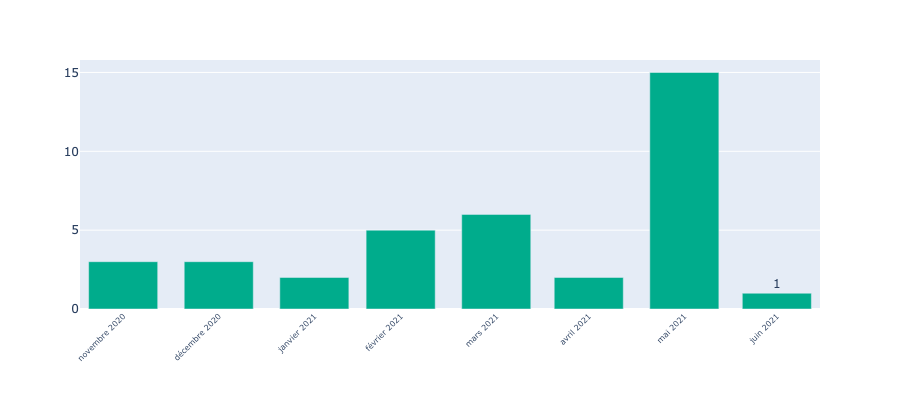 15
10
5
0
1
novembre 2020
décembre 2020
janvier 2021
février 2021
mars 2021
avril 2021
mai 2021
juin 2021